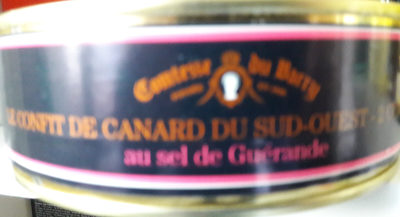 Comtesse du Barry
LE CONFIT DE CANARD DU SUD-OUEST -
au sel de Guérande